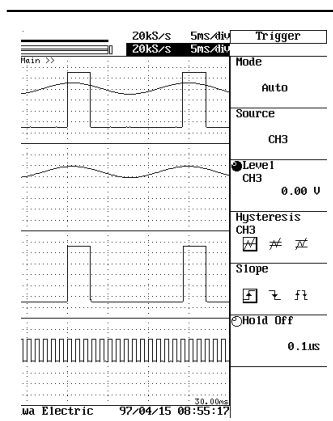 20kS/s 5ms/div
20kS/s 5ms/div
Main >>
30.00ms
wa Electric 97/04/15 08:55:17
Trigger
Mode
Auto
Source
CH3
Level
CH3
0.00 V
Hysteresis
CH3
Slope
Hold Off
0.1us